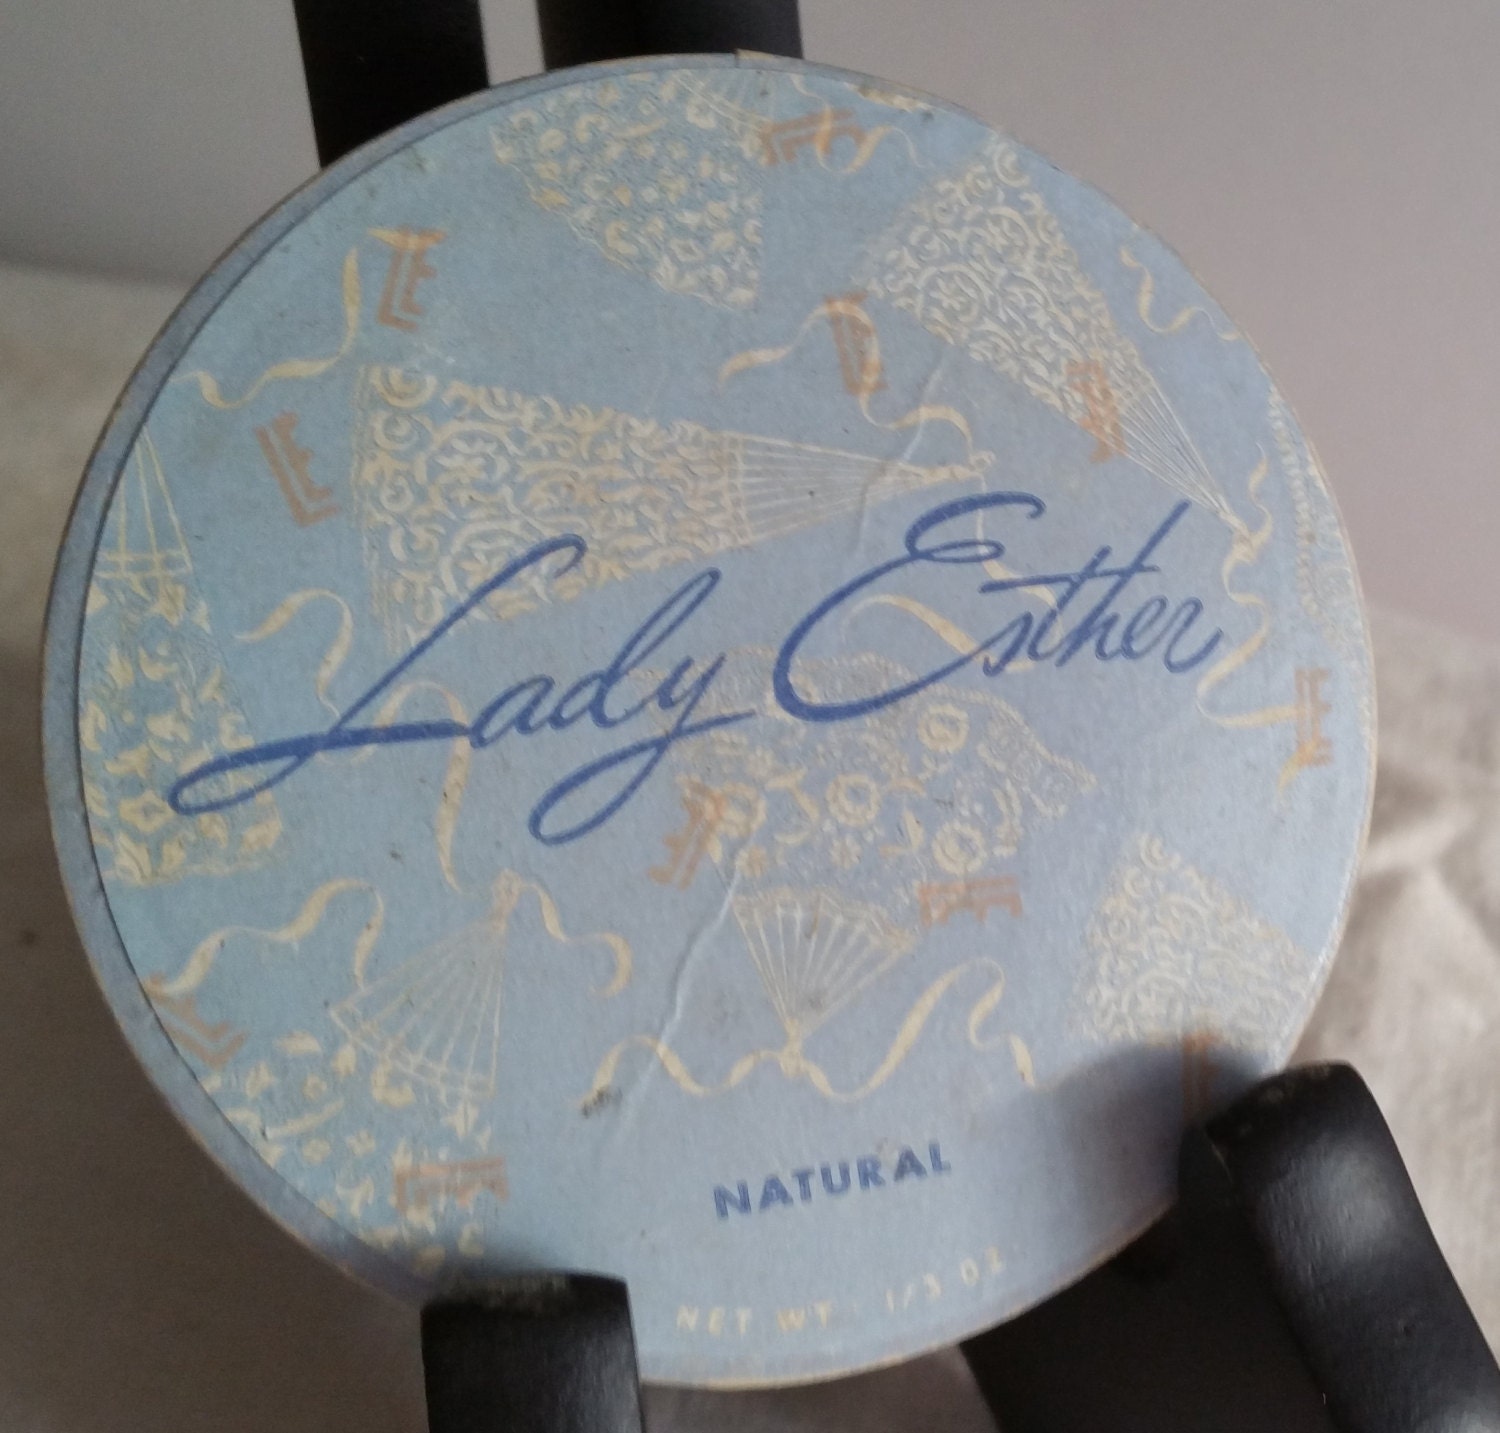 Lady Esther
NATURAL
NET WT. 1/3 OZ